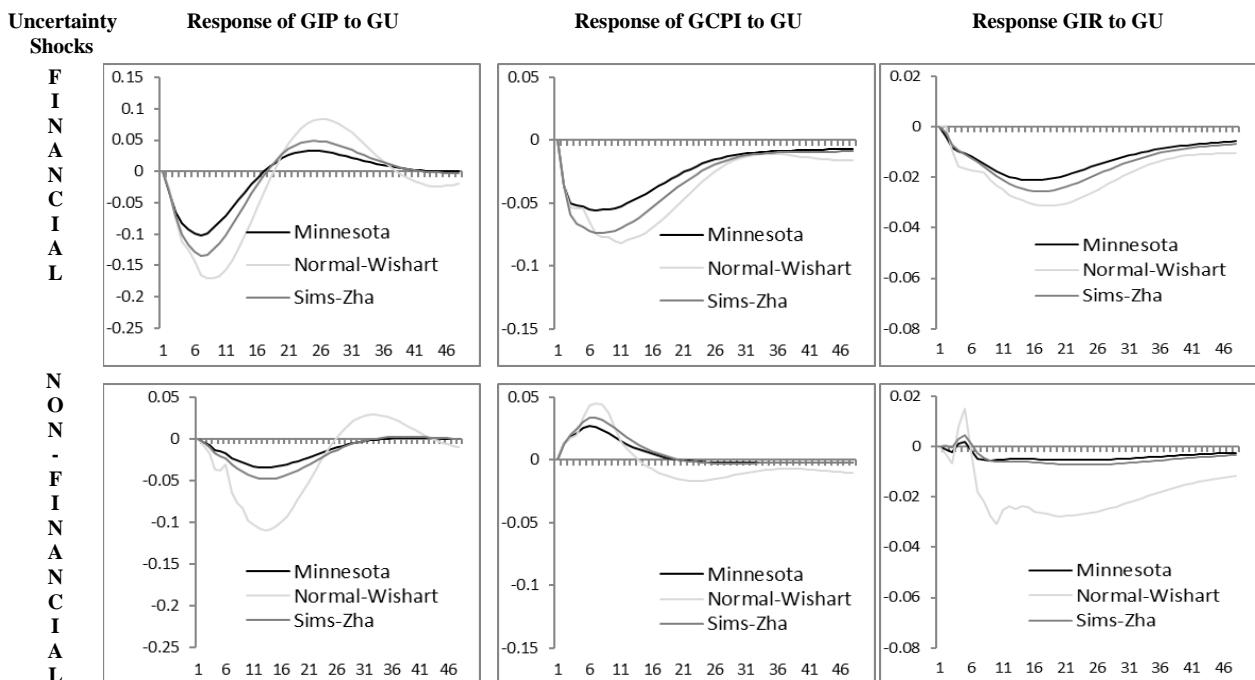 Uncertainty Shocks
Response of GIP to GU
Response of GCPI to GU
Response GIR to GU
FINANCIAL
0.15
0.1
0.05
0
-0.05
-0.1
-0.15
-0.2
-0.25
Minnesota
Normal-Wishart
Sims-Zha
1 6 11 16 21 26 31 36 41 46
0.05
0
-0.05
-0.1
-0.15
Minnesota
Normal-Wishart
Sims-Zha
1 6 11 16 21 26 31 36 41 46
0.02
0
-0.02
-0.04
-0.06
-0.08
Minnesota
Normal-Wishart
Sims-Zha
1 6 11 16 21 26 31 36 41 46
NON-FINANCIAL
0.05
0
-0.05
-0.1
-0.15
-0.2
-0.25
Minnesota
Normal-Wishart
Sims-Zha
1 6 11 16 21 26 31 36 41 46
0.05
0
-0.05
-0.1
-0.15
Minnesota
Normal-Wishart
Sims-Zha
1 6 11 16 21 26 31 36 41 46
0.02
0
-0.02
-0.04
-0.06
-0.08
Minnesota
Normal-Wishart
Sims-Zha
1 6 11 16 21 26 31 36 41 46